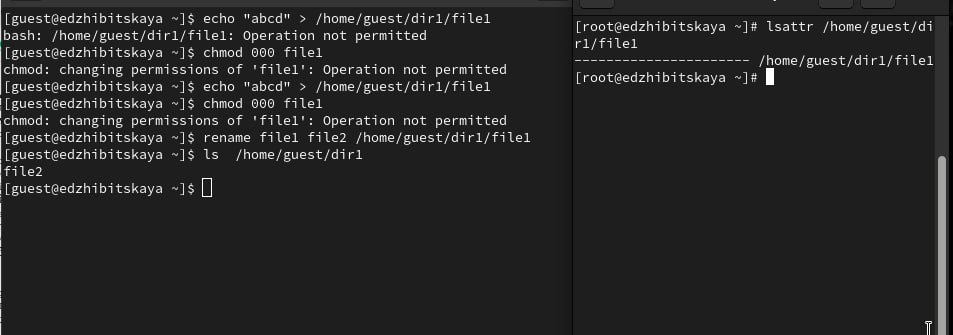 [guest@edzhibitskaya ~]$ echo "abcd" > /home/guest/dir1/file1
bash: /home/guest/dir1/file1: Operation not permitted
[guest@edzhibitskaya ~]$ chmod 000 file1
chmod: changing permissions of 'file1': Operation not permitted
[guest@edzhibitskaya ~]$ echo "abcd" > /home/guest/dir1/file1
[guest@edzhibitskaya ~]$ chmod 000 file1
chmod: changing permissions of 'file1': Operation not permitted
[guest@edzhibitskaya ~]$ rename file1 file2 /home/guest/dir1/file1
[guest@edzhibitskaya ~]$ ls  /home/guest/dir1
file2
[guest@edzhibitskaya ~]$
[root@edzhibitskaya ~]# lsattr /home/guest/di
r1/file1
---------------------- /home/guest/dir1/file1
[root@edzhibitskaya ~]#